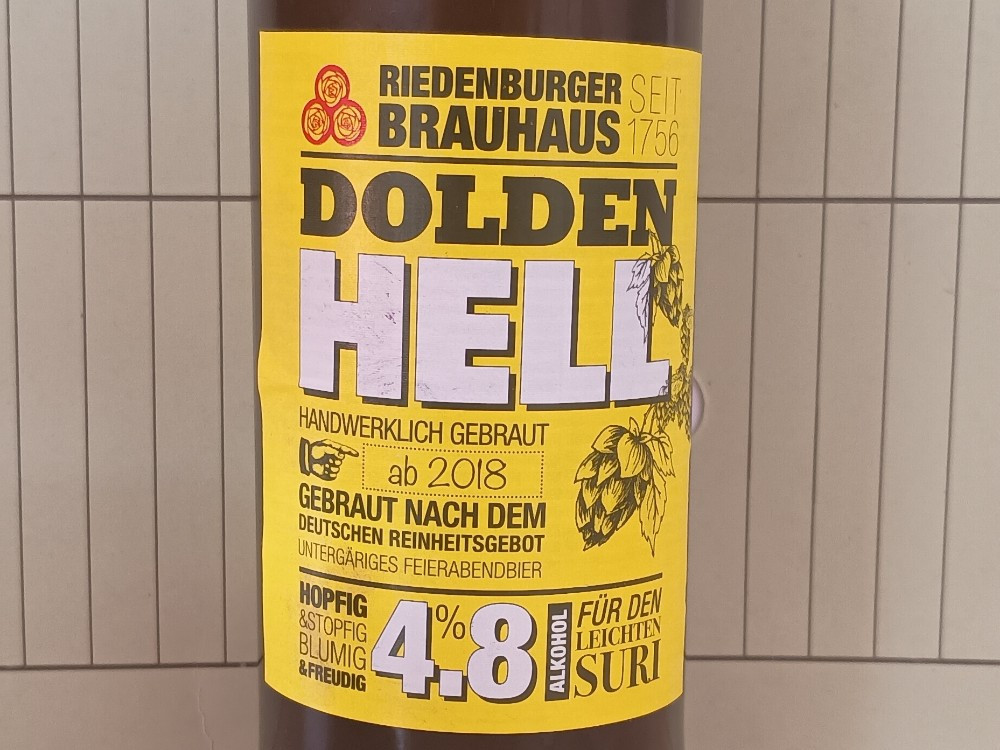 RIEDENBURGER
BRAUHAUS
SEIT
1756
DOLDEN
HELL
HANDWERKLICH GEBRAUT
ab 2018
GEBRAUT NACH DEM
DEUTSCHEN REINHEITSGEBOT
UNTERGÄRIGES FEIERABENDBIER
HOPFIG
&STOPFIG
BLUMIG
&FREUDIG
4.8%
ALKOHOL
FÜR DEN
LEICHTEN
SURI